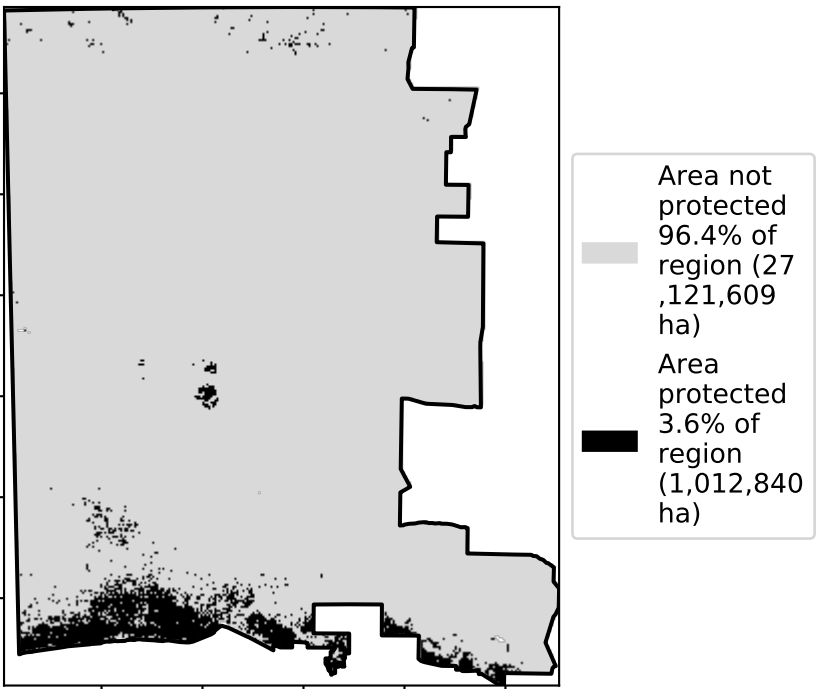 Area not
protected
96.4% of
region (27
,121,609
ha)
Area
protected
3.6% of
region
(1,012,840
ha)